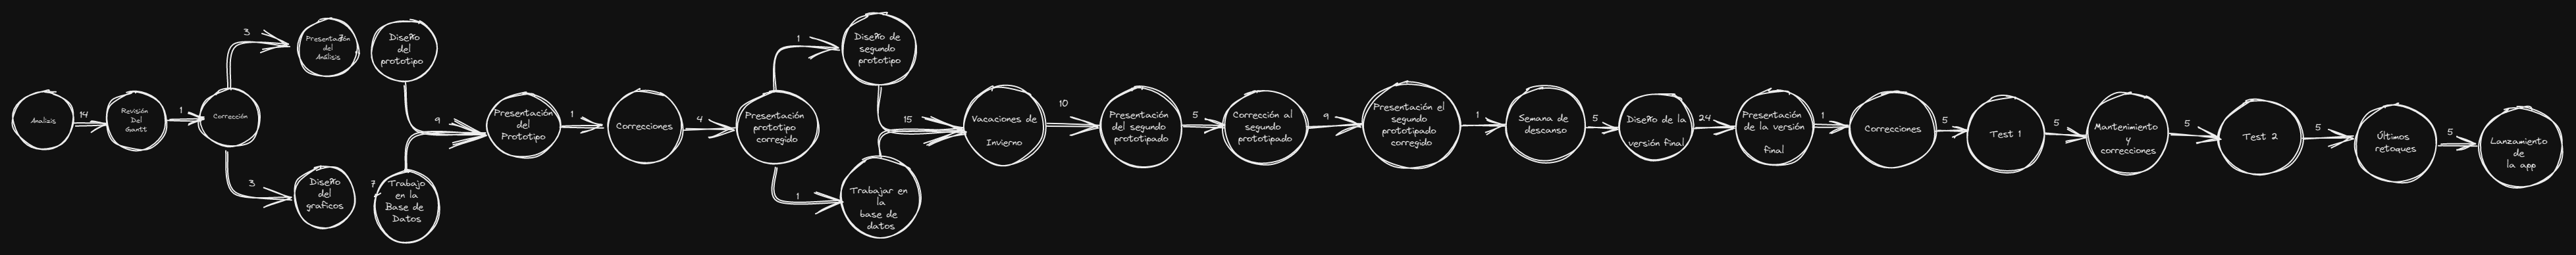 Analisis
14
Revisión
Del
Gantt
1
Corrección
3
Presentación
del
Análisis
7
3
Diseño
del
graficos
Diseño
del
prototipo
7
Trabajo
en la
Base de
Datos
9
Presentación
del
Prototipo
1
Correcciones
4
Presentación
prototipo
corregido
1
Diseño de
segundo
prototipo
1
Trabajar en
la
base de
datos
15
Vacaciones de
Invierno
10
Presentación
del segundo
prototipado
5
Corrección al
segundo
prototipado
9
Presentación el
segundo
prototipado
corregido
1
Semana de
descanso
5
Diseño de la
versión final
24
Presentación
de la versión
final
1
Correcciones
5
Test 1
5
Mantenimiento
y
correcciones
5
Test 2
5
Últimos
retoques
5
Lanzamiento
de
la app